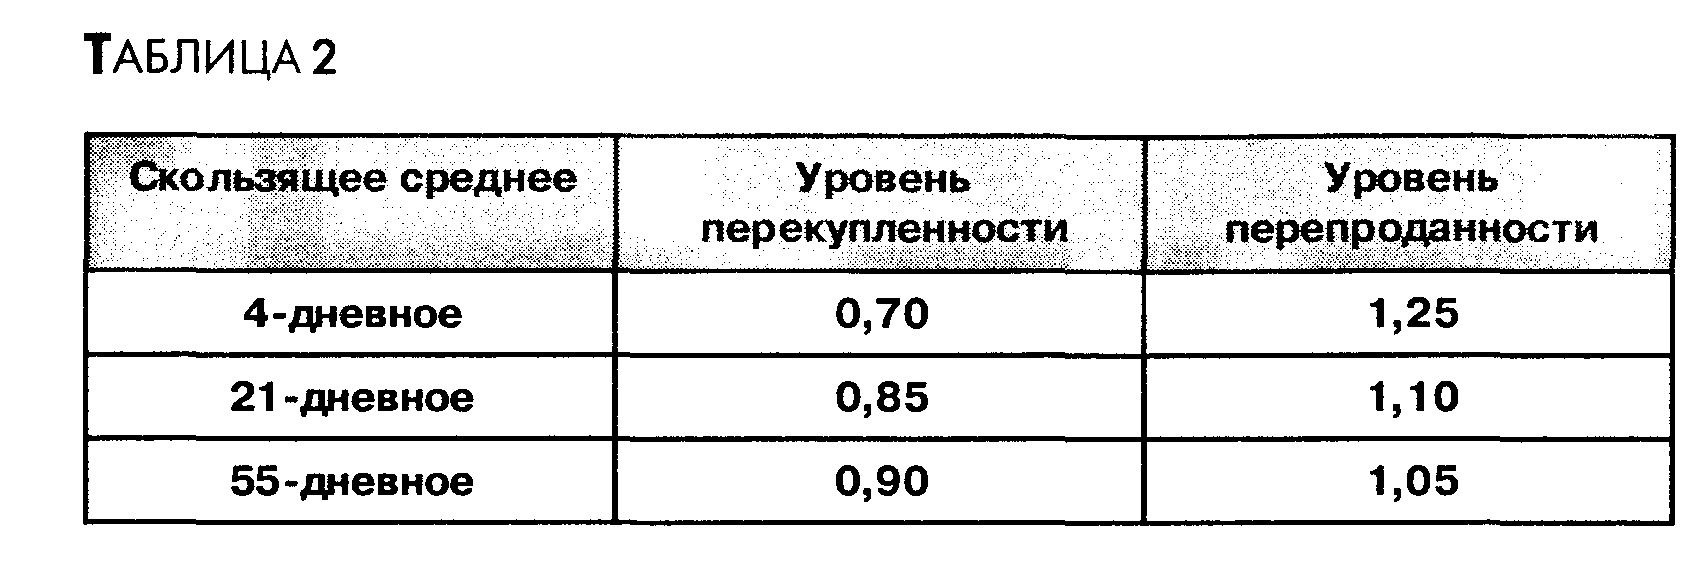 ТАБЛИЦА 2
Скользящее среднее
Уровень
перекупленности
Уровень
перепроданности
4-дневное 0,70 1,25
21-дневное 0,85 1,10
55-дневное 0,90 1,05